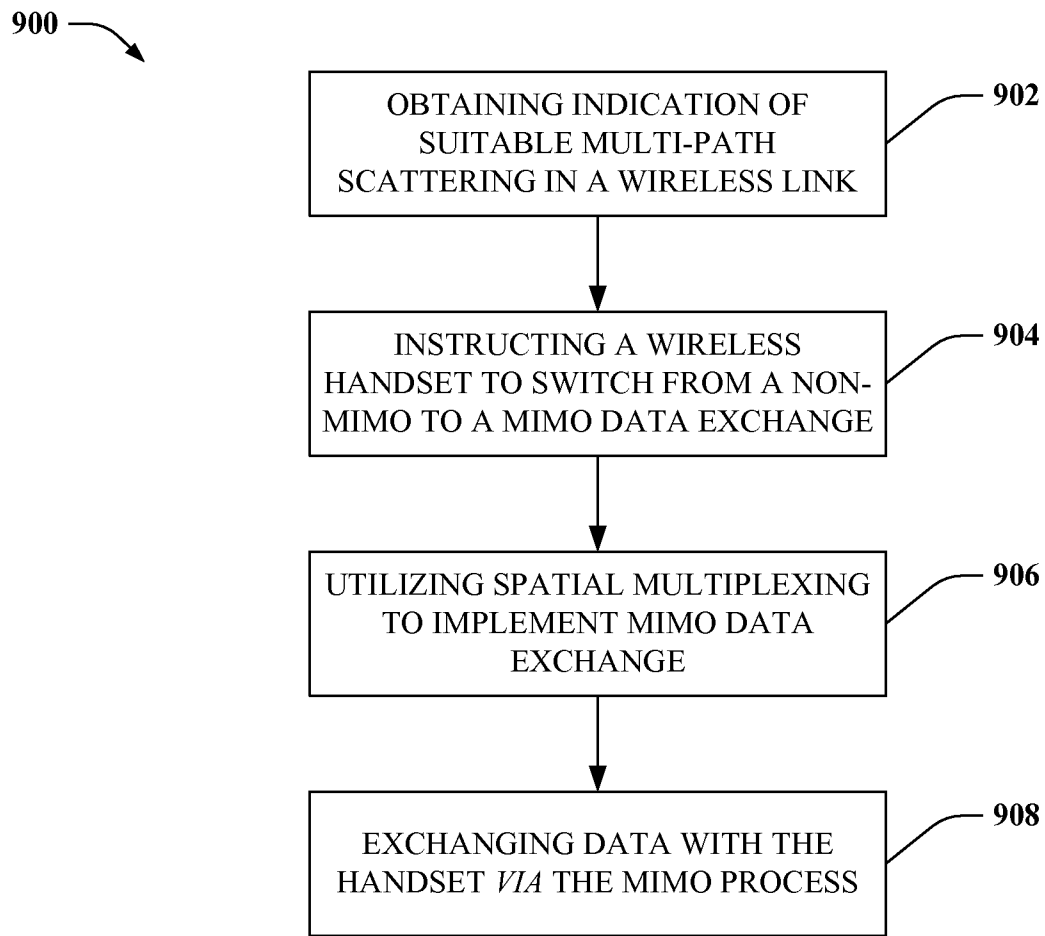 900
OBTAINING INDICATION OF
SUITABLE MULTI-PATH
SCATTERING IN A WIRELESS LINK
902
INSTRUCTING A WIRELESS
HANDSET TO SWITCH FROM A NON-
MIMO TO A MIMO DATA EXCHANGE
904
UTILIZING SPATIAL MULTIPLEXING
TO IMPLEMENT MIMO DATA
EXCHANGE
906
EXCHANGING DATA WITH THE
HANDSET VIA THE MIMO PROCESS
908